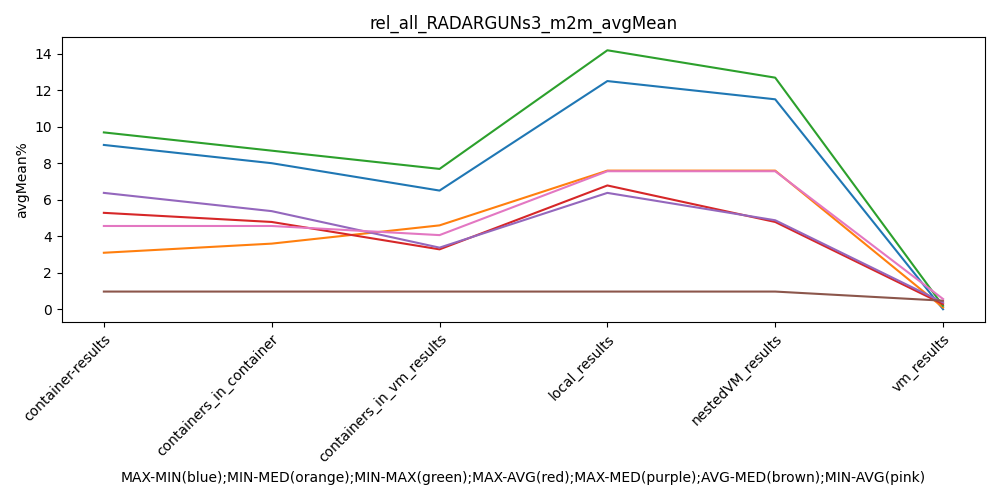 rel_all_RADARGUNs3_m2m_avgMean
avgMean%
14
12
10
8
6
4
2
0
container-results
containers_in_container
containers_in_vm_results
local_results
nestedVM_results
vm_results
MAX-MIN(blue);MIN-MED(orange);MIN-MAX(green);MAX-AVG(red);MAX-MED(purple);AVG-MED(brown);MIN-AVG(pink)